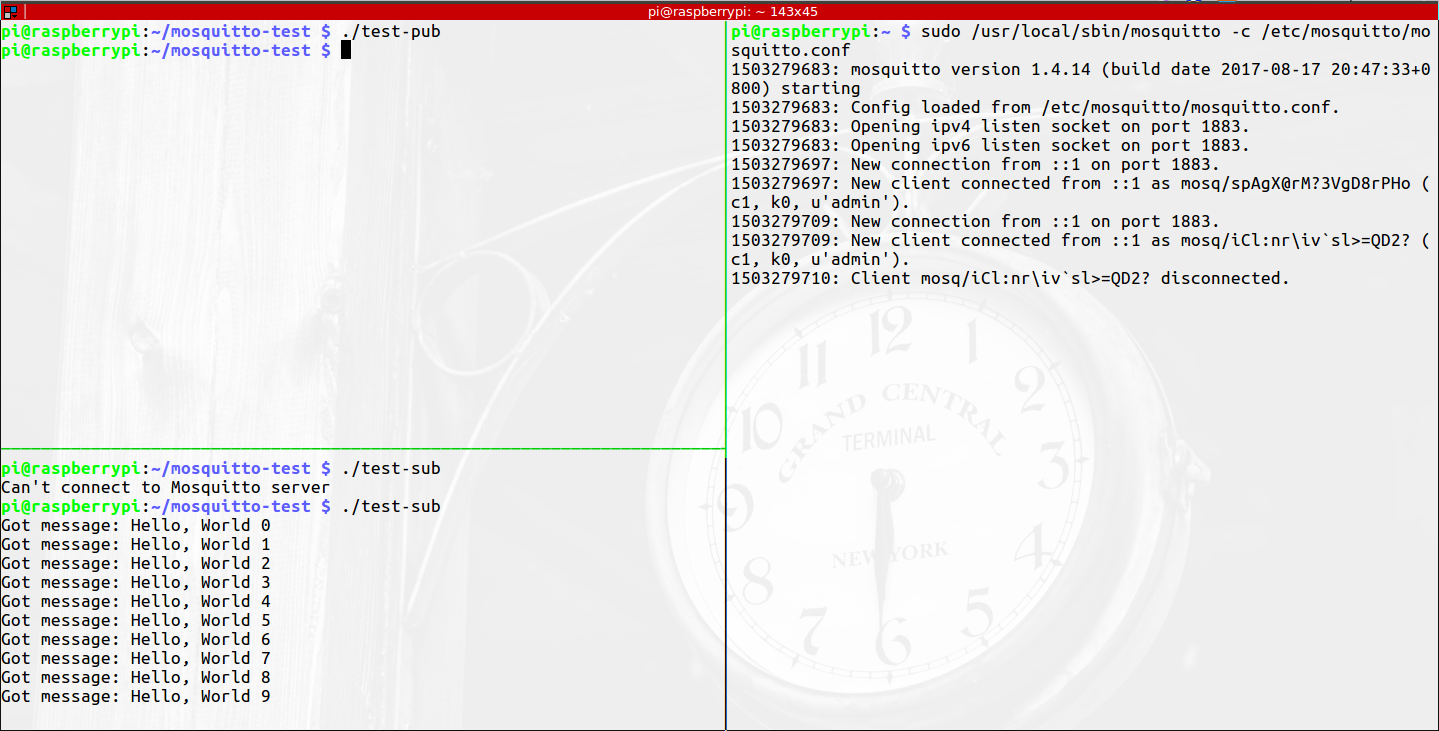 pi@raspberrypi: ~ 143x45
pi@raspberrypi:~/mosquitto-test $ ./test-pub
pi@raspberrypi:~/mosquitto-test $
pi@raspberrypi:~/mosquitto-test $ ./test-sub
Can't connect to Mosquitto server
pi@raspberrypi:~/mosquitto-test $ ./test-sub
Got message: Hello, World 0
Got message: Hello, World 1
Got message: Hello, World 2
Got message: Hello, World 3
Got message: Hello, World 4
Got message: Hello, World 5
Got message: Hello, World 6
Got message: Hello, World 7
Got message: Hello, World 8
Got message: Hello, World 9
pi@raspberrypi:~ $ sudo /usr/local/sbin/mosquitto -c /etc/mosquitto/mo
squitto.conf
1503279683: mosquitto version 1.4.14 (build date 2017-08-17 20:47:33+0
800) starting
1503279683: Config loaded from /etc/mosquitto/mosquitto.conf.
1503279683: Opening ipv4 listen socket on port 1883.
1503279683: Opening ipv6 listen socket on port 1883.
1503279697: New connection from ::1 on port 1883.
1503279697: New client connected from ::1 as mosq/spAgX@rM?3VgD8rPHo (
c1, k0, u'admin').
1503279709: New connection from ::1 on port 1883.
1503279709: New client connected from ::1 as mosq/iCl:nr\iv`sl>=QD2? (
c1, k0, u'admin').
1503279710: Client mosq/iCl:nr\iv`sl>=QD2? disconnected.
12
11 1
10 2
GRAND CENTRAL
TERMINAL
9 3
NEW YORK
8 4
7 5
6